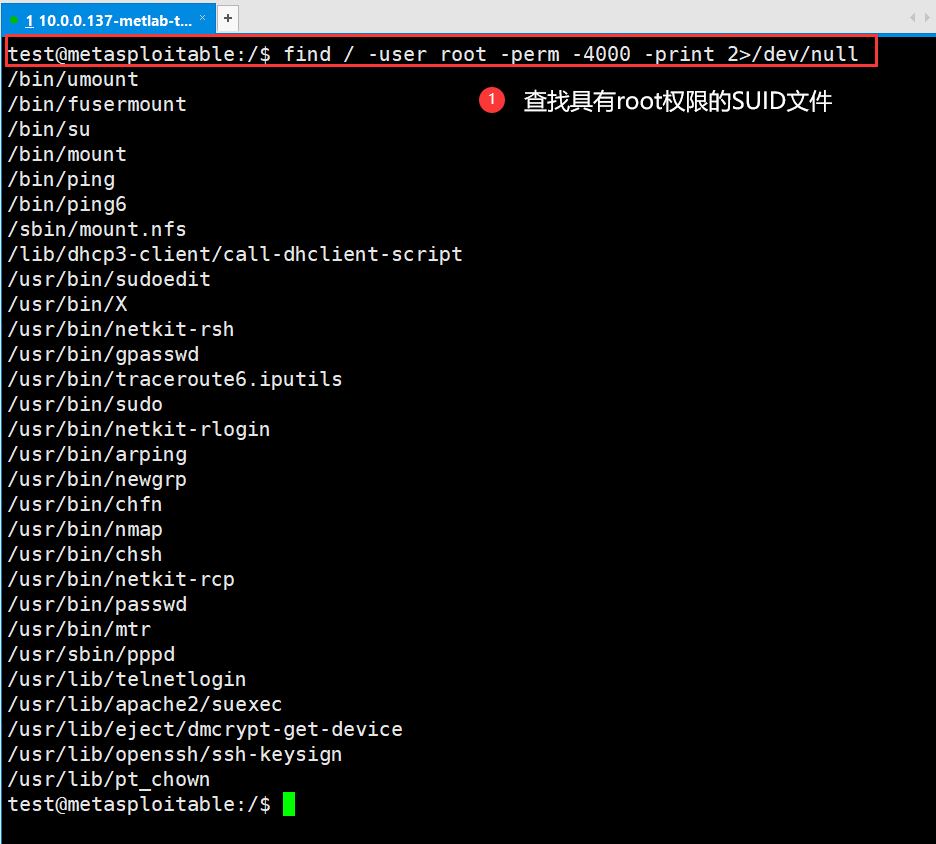 1 10.0.0.137-metlab-t...
test@metasploitable:/$ find / -user root -perm -4000 -print 2>/dev/null
/bin/umount
/bin/fusermount
1 查找具有root权限的SUID文件
/bin/su
/bin/mount
/bin/ping
/bin/ping6
/sbin/mount.nfs
/lib/dhcp3-client/call-dhclient-script
/usr/bin/sudoedit
/usr/bin/X
/usr/bin/netkit-rsh
/usr/bin/gpasswd
/usr/bin/traceroute6.iputils
/usr/bin/sudo
/usr/bin/netkit-rlogin
/usr/bin/arping
/usr/bin/newgrp
/usr/bin/chfn
/usr/bin/nmap
/usr/bin/chsh
/usr/bin/netkit-rcp
/usr/bin/passwd
/usr/bin/mtr
/usr/sbin/pppd
/usr/lib/telnetlogin
/usr/lib/apache2/suexec
/usr/lib/eject/dmcrypt-get-device
/usr/lib/openssh/ssh-keysign
/usr/lib/pt_chown
test@metasploitable:/$